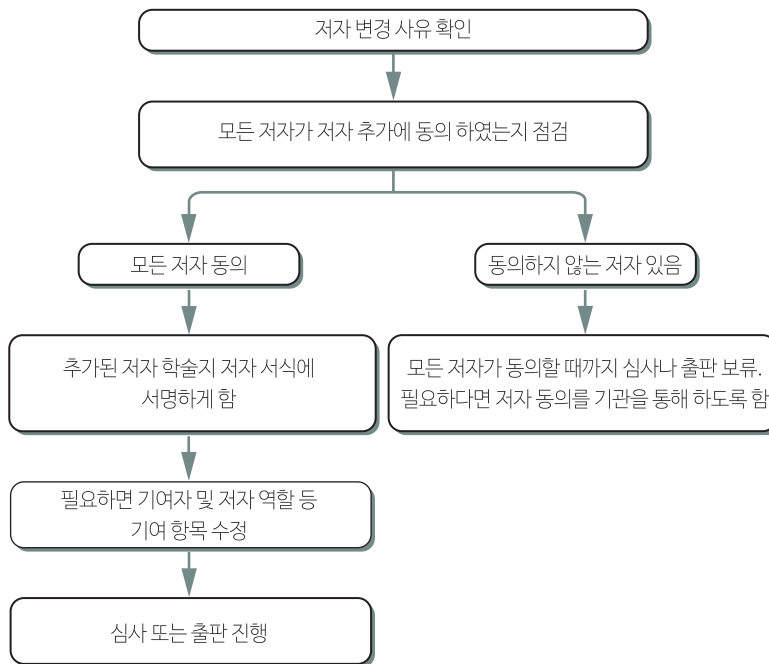 저자 변경 사유 확인
모든 저자가 저자 추가에 동의 하였는지 점검
모든 저자 동의
동의하지 않는 저자 있음
추가된 저자 학술지 저자 서식에
서명하게 함
모든 저자가 동의할 때까지 심사나 출판 보류.
필요하다면 저자 동의를 기관을 통해 하도록 함
필요하면 기여자 및 저자 역할 등
기여 항목 수정
심사 또는 출판 진행